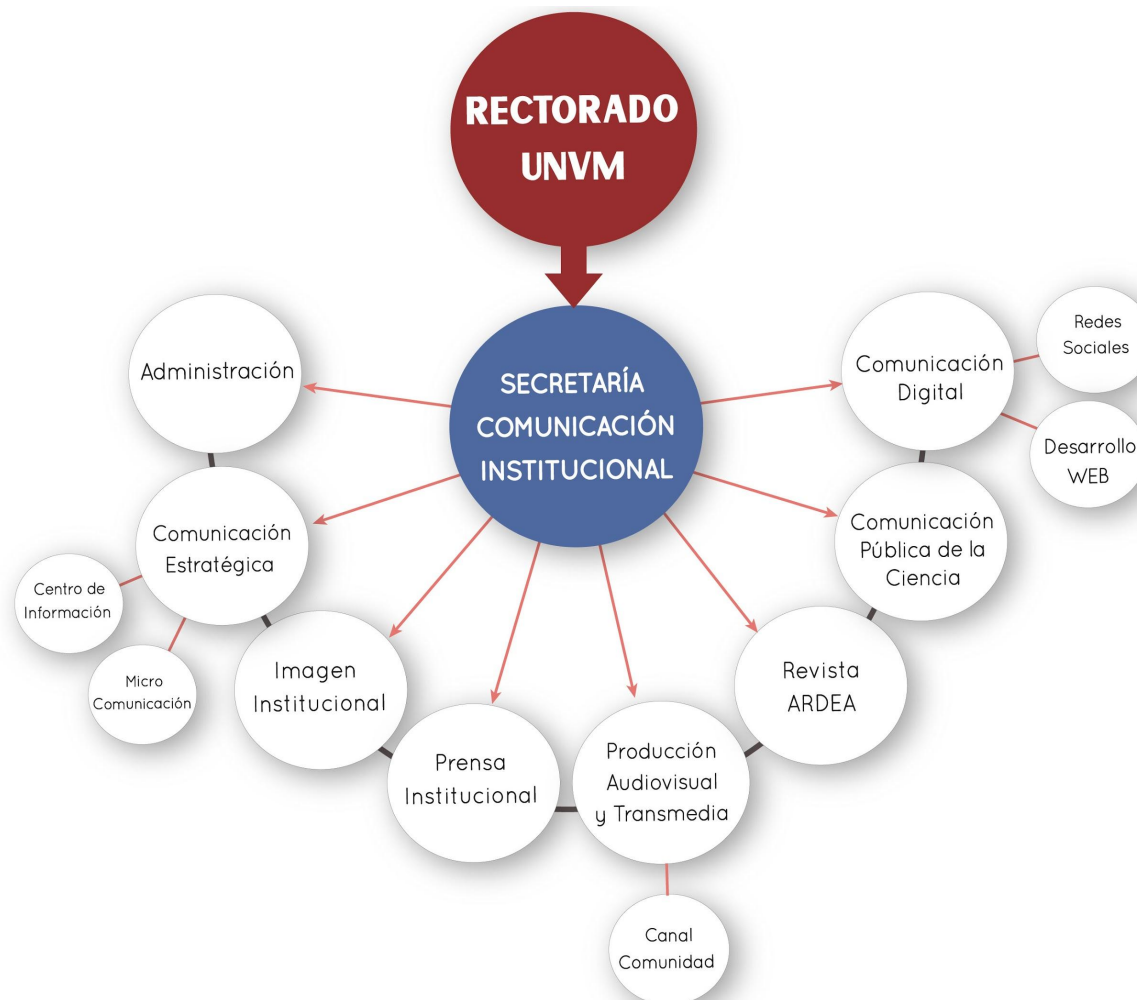 RECTORADO
UNVM
SECRETARÍA
COMUNICACIÓN
INSTITUCIONAL
Administración
Comunicación
Estratégica
Centro de
Información
Micro
Comunicación
Imagen
Institucional
Prensa
Institucional
Producción
Audiovisual
y Transmedia
Canal
Comunidad
Revista
ARDEA
Comunicación
Pública de la
Ciencia
Comunicación
Digital
Redes
Sociales
Desarrollo
WEB